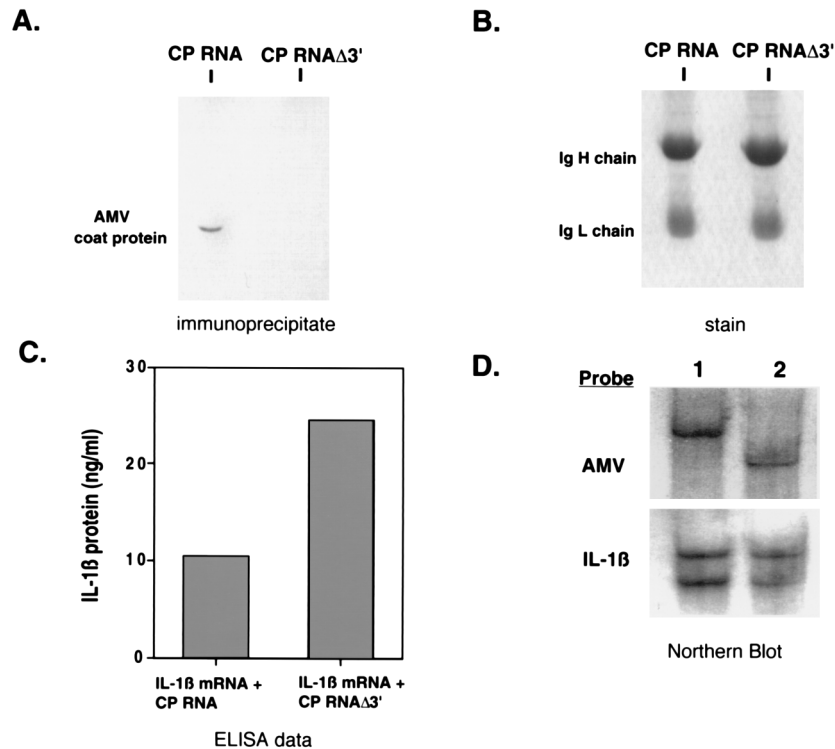 A.
CP RNA CP RNAΔ3'
AMV
coat protein
immunoprecipitate
B.
CP RNA CP RNAΔ3'
Ig H chain
Ig L chain
stain
C.
30
20
10
0
IL-1ß protein (ng/ml)
IL-1ß mRNA +
CP RNA
IL-1ß mRNA +
CP RNAΔ3'
ELISA data
D.
Probe 1 2
AMV
IL-1ß
Northern Blot